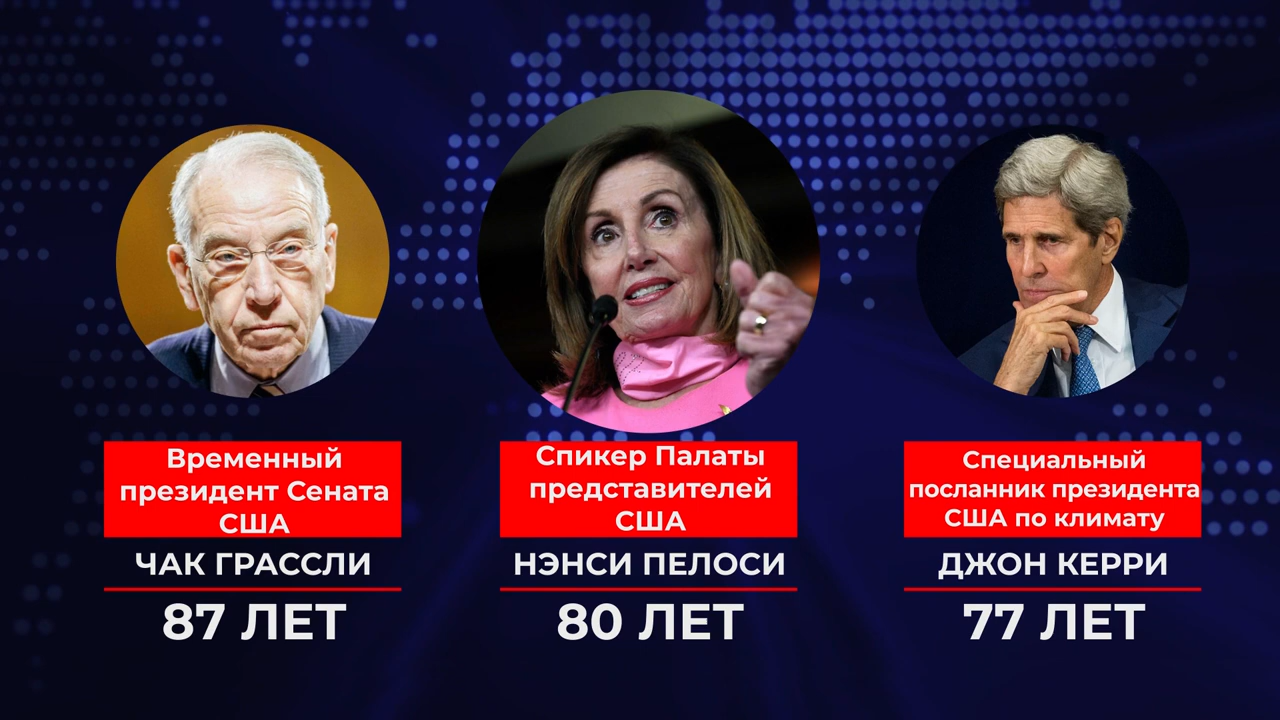 Временный
президент Сената
США
ЧАК ГРАССЛИ
87 ЛЕТ
Спикер Палаты
представителей
США
НЭНСИ ПЕЛОСИ
80 ЛЕТ
Специальный
посланник президента
США по климату
ДЖОН КЕРРИ
77 ЛЕТ